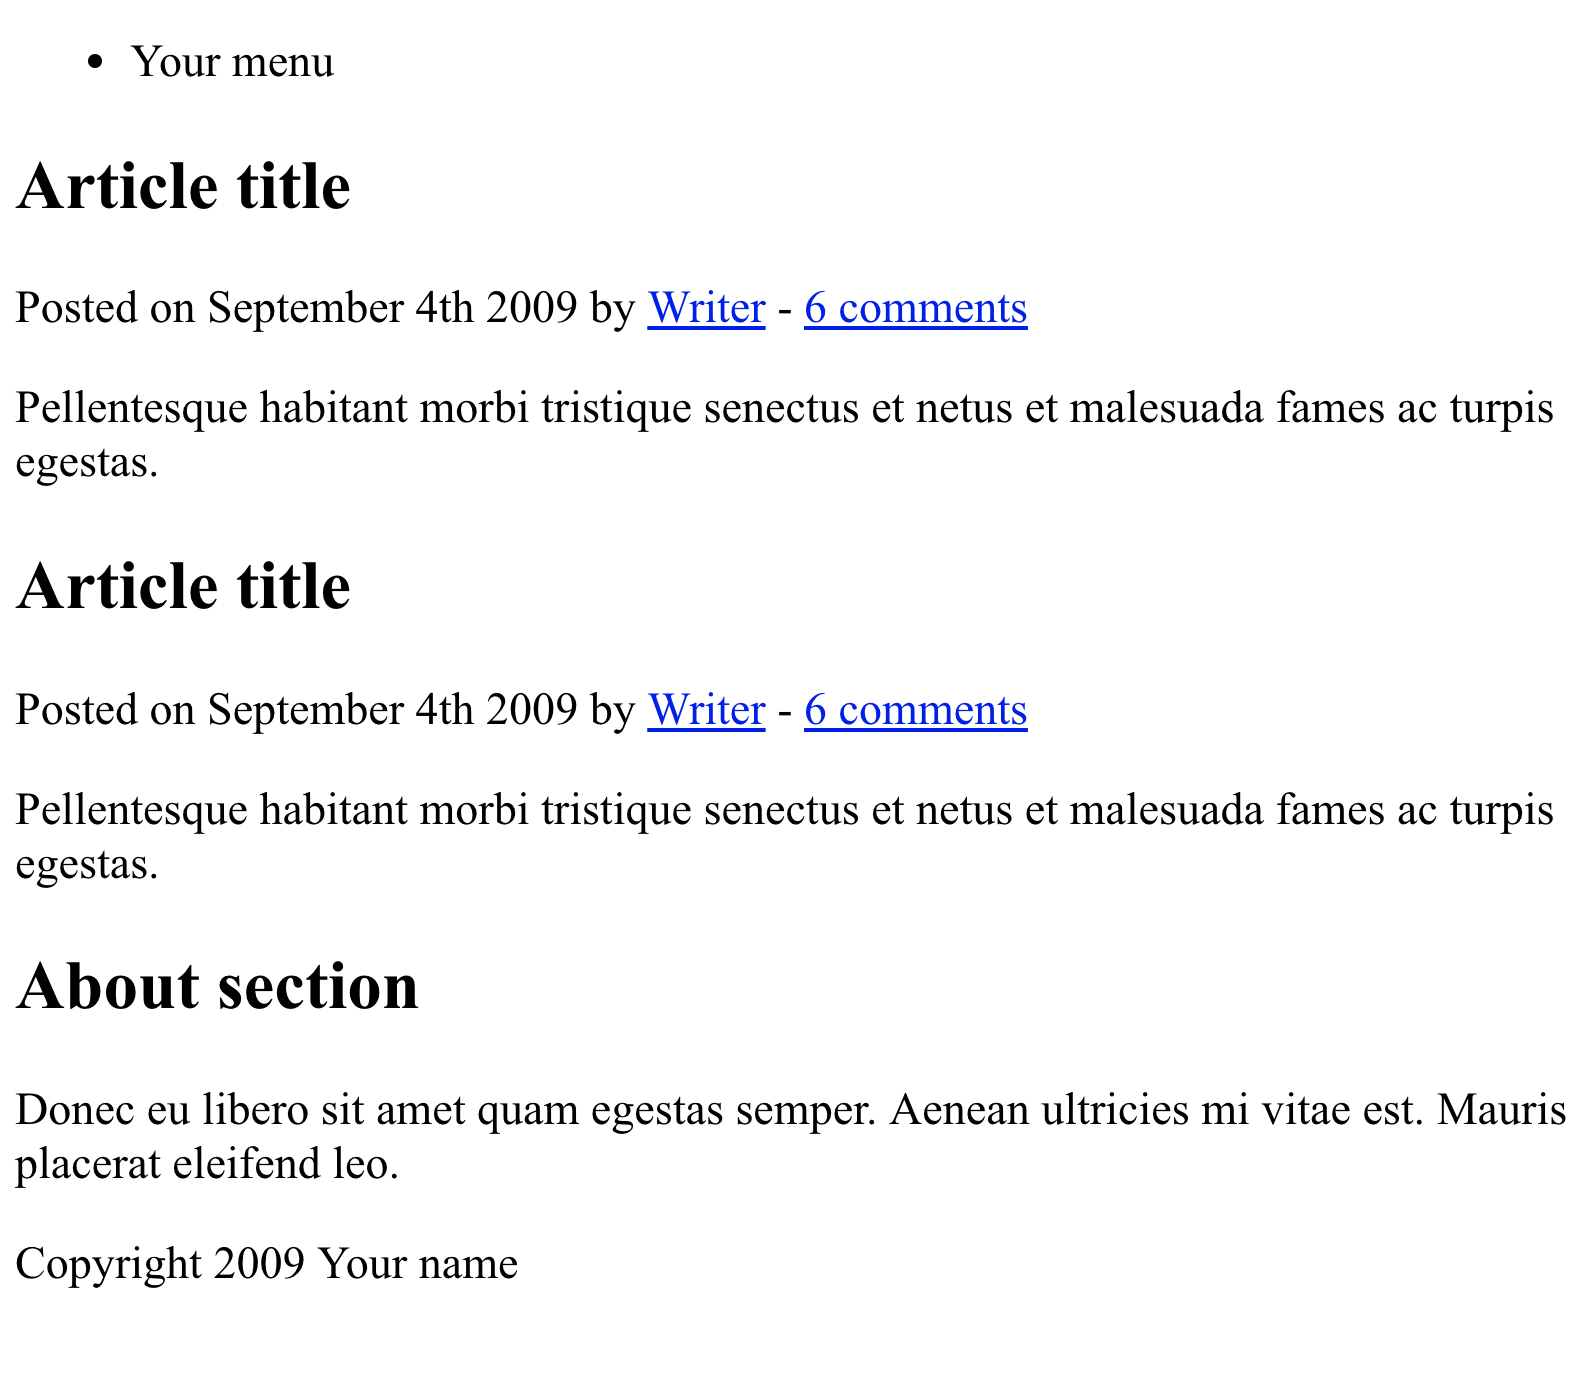 Your menu
Article title
Posted on September 4th 2009 by Writer - 6 comments
Pellentesque habitant morbi tristique senectus et netus et malesuada fames ac turpis
egestas.
Article title
Posted on September 4th 2009 by Writer - 6 comments
Pellentesque habitant morbi tristique senectus et netus et malesuada fames ac turpis
egestas.
About section
Donec eu libero sit amet quam egestas semper. Aenean ultricies mi vitae est. Mauris
placerat eleifend leo.
Copyright 2009 Your name